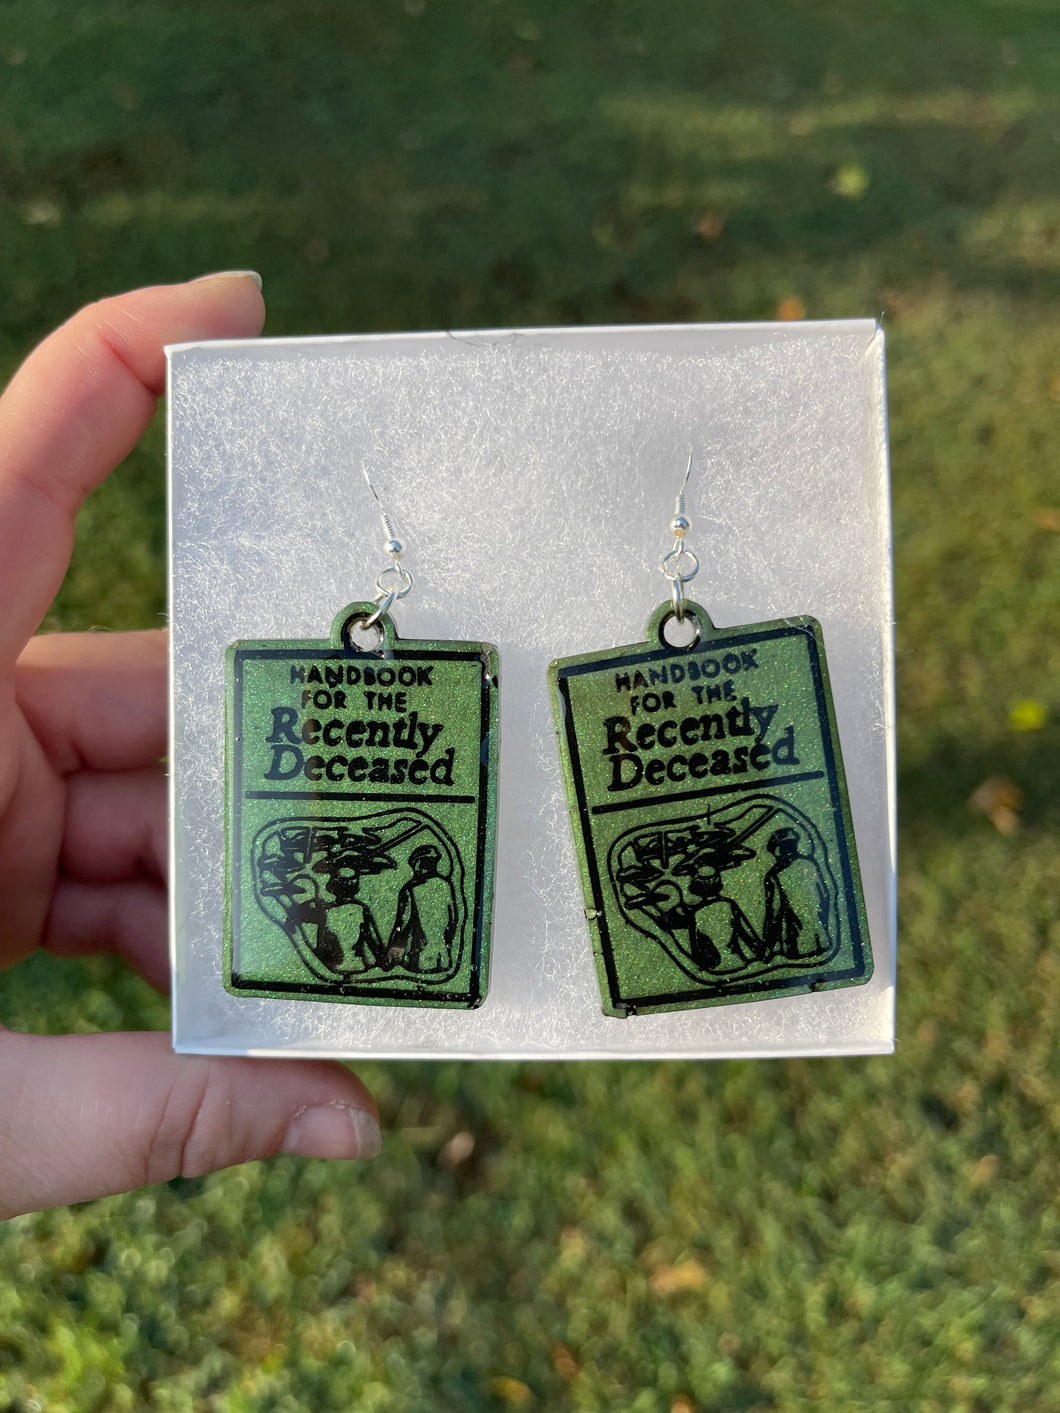 HANDBOOK
FOR THE
Recently
Deceased
HANDBOOK
FOR THE
Recently
Deceased